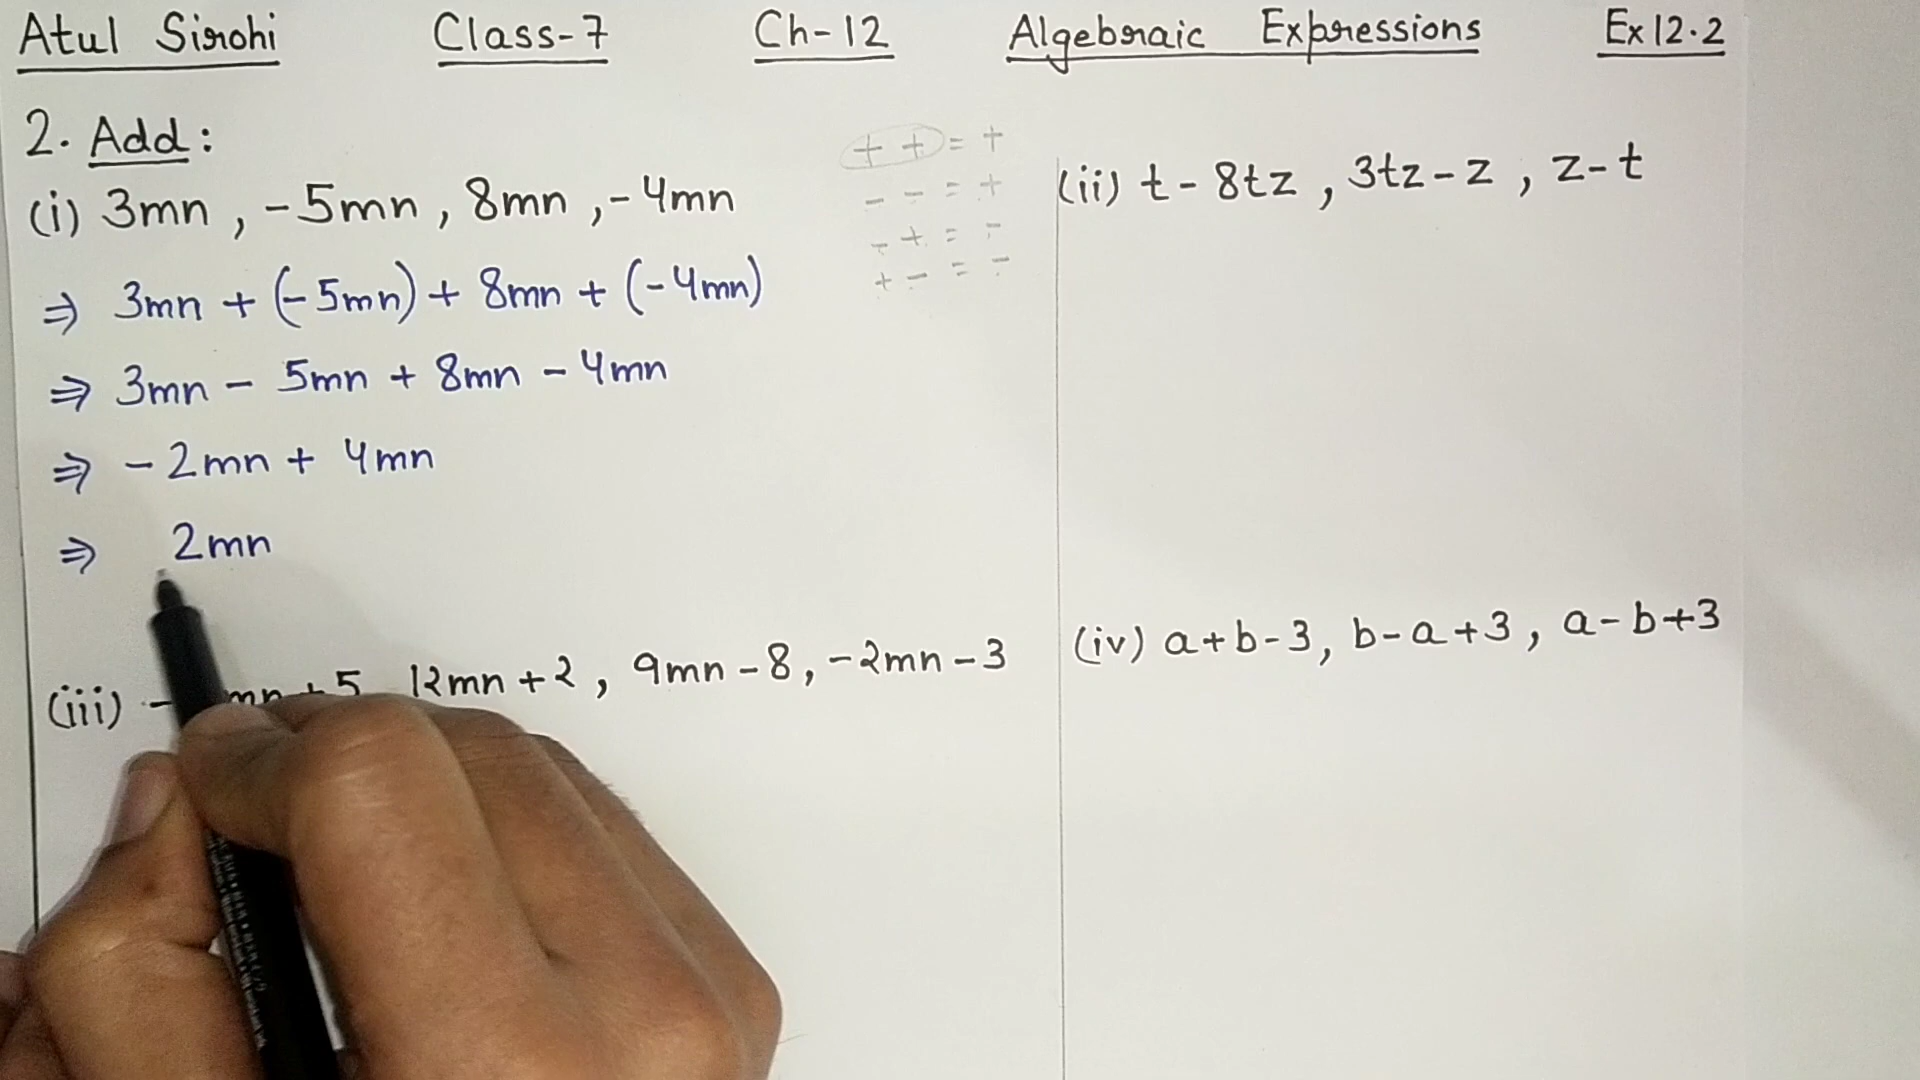 Atul Sirohi Class-7 Ch-12 Algebraic Expressions Ex 12.2
2. Add:
(i) 3mn, -5mn, 8mn, -4mn
⇒ 3mn + (-5mn) + 8mn + (-4mn)
⇒ 3mn - 5mn + 8mn - 4mn
⇒ -2mn + 4mn
⇒ 2mn
+ + = +
- - = +
- + = -
+ - = -
(ii) t - 8tz, 3tz - z, z - t
(iii) - mn + 5 12mn + 2, 9mn - 8, -2mn - 3
(iv) a+b-3, b-a+3, a-b+3